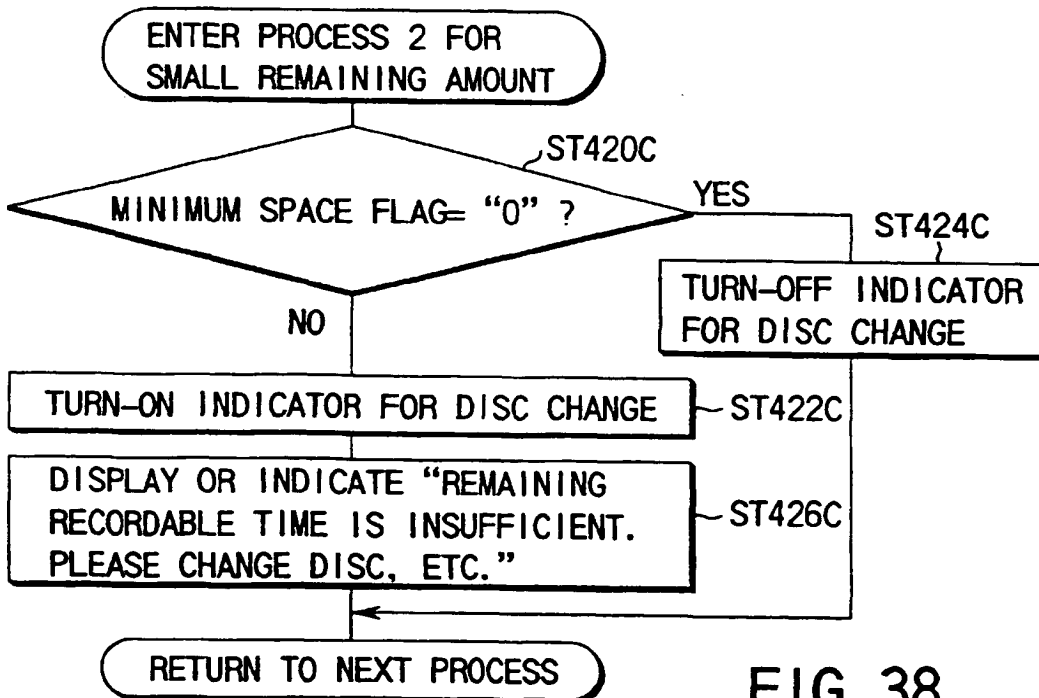 ENTER PROCESS 2 FOR
SMALL REMAINING AMOUNT
ST420C
MINIMUM SPACE FLAG= “0” ?
YES
ST424C
TURN-OFF INDICATOR
FOR DISC CHANGE
NO
TURN-ON INDICATOR FOR DISC CHANGE
ST422C
DISPLAY OR INDICATE “REMAINING
RECORDABLE TIME IS INSUFFICIENT.
PLEASE CHANGE DISC, ETC.”
ST426C
RETURN TO NEXT PROCESS
FIG. 38